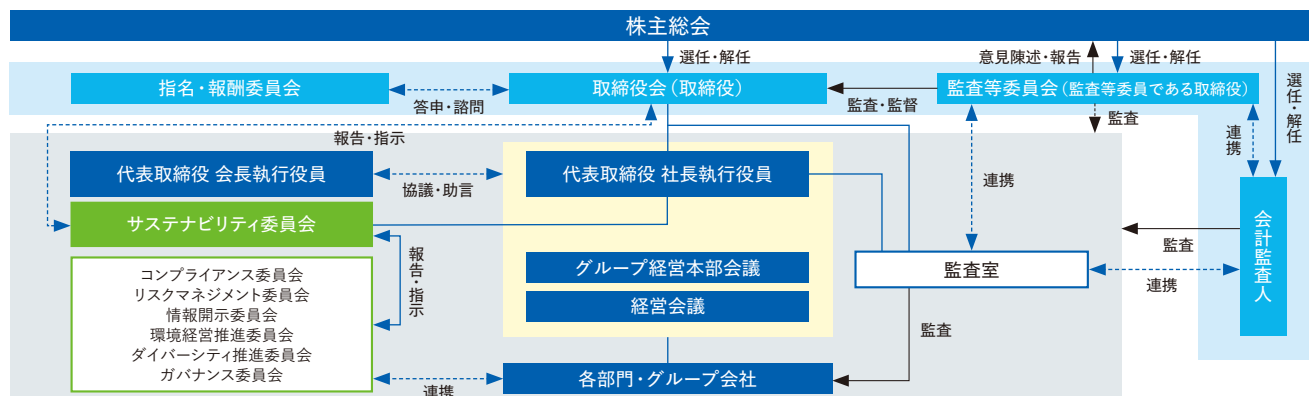 株主総会
選任・解任
意見陳述・報告
選任・解任
選任・解任
指名・報酬委員会
答申・諮問
取締役会(取締役)
監査・監督
監査等委員会(監査等委員である取締役)
監査
連携
報告・指示
代表取締役 会長執行役員
協議・助言
代表取締役 社長執行役員
連携
サステナビリティ委員会
報告・指示
コンプライアンス委員会
リスクマネジメント委員会
情報開示委員会
環境経営推進委員会
ダイバーシティ推進委員会
ガバナンス委員会
グループ経営本部会議
経営会議
監査室
監査
連携
会計監査人
監査
連携
各部門・グループ会社